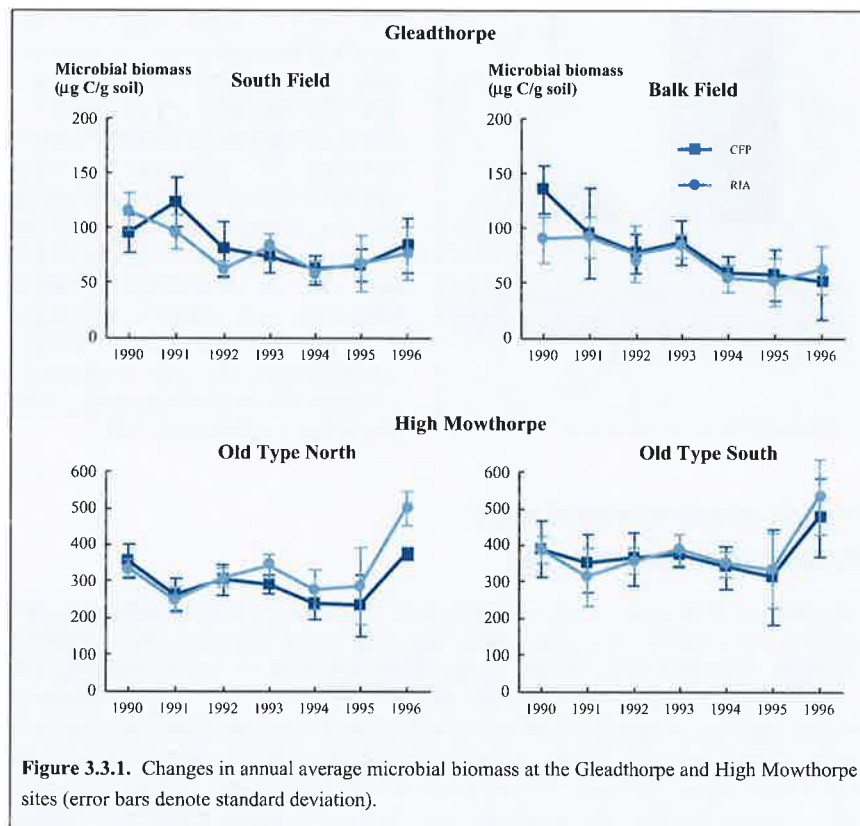 Gleadthorpe
Microbial biomass
(µg C/g soil)
South Field
200
150
100
50
0
1990 1991 1992 1993 1994 1995 1996
Microbial biomass
(µg C/g soil)
Balk Field
200
150
100
50
0
CFP
RIA
1990 1991 1992 1993 1994 1995 1996
High Mowthorpe
Old Type North
600
500
400
300
200
100
0
1990 1991 1992 1993 1994 1995 1996
Old Type South
600
500
400
300
200
100
0
1990 1991 1992 1993 1994 1995 1996
Figure 3.3.1. Changes in annual average microbial biomass at the Gleadthorpe and High Mowthorpe
sites (error bars denote standard deviation).